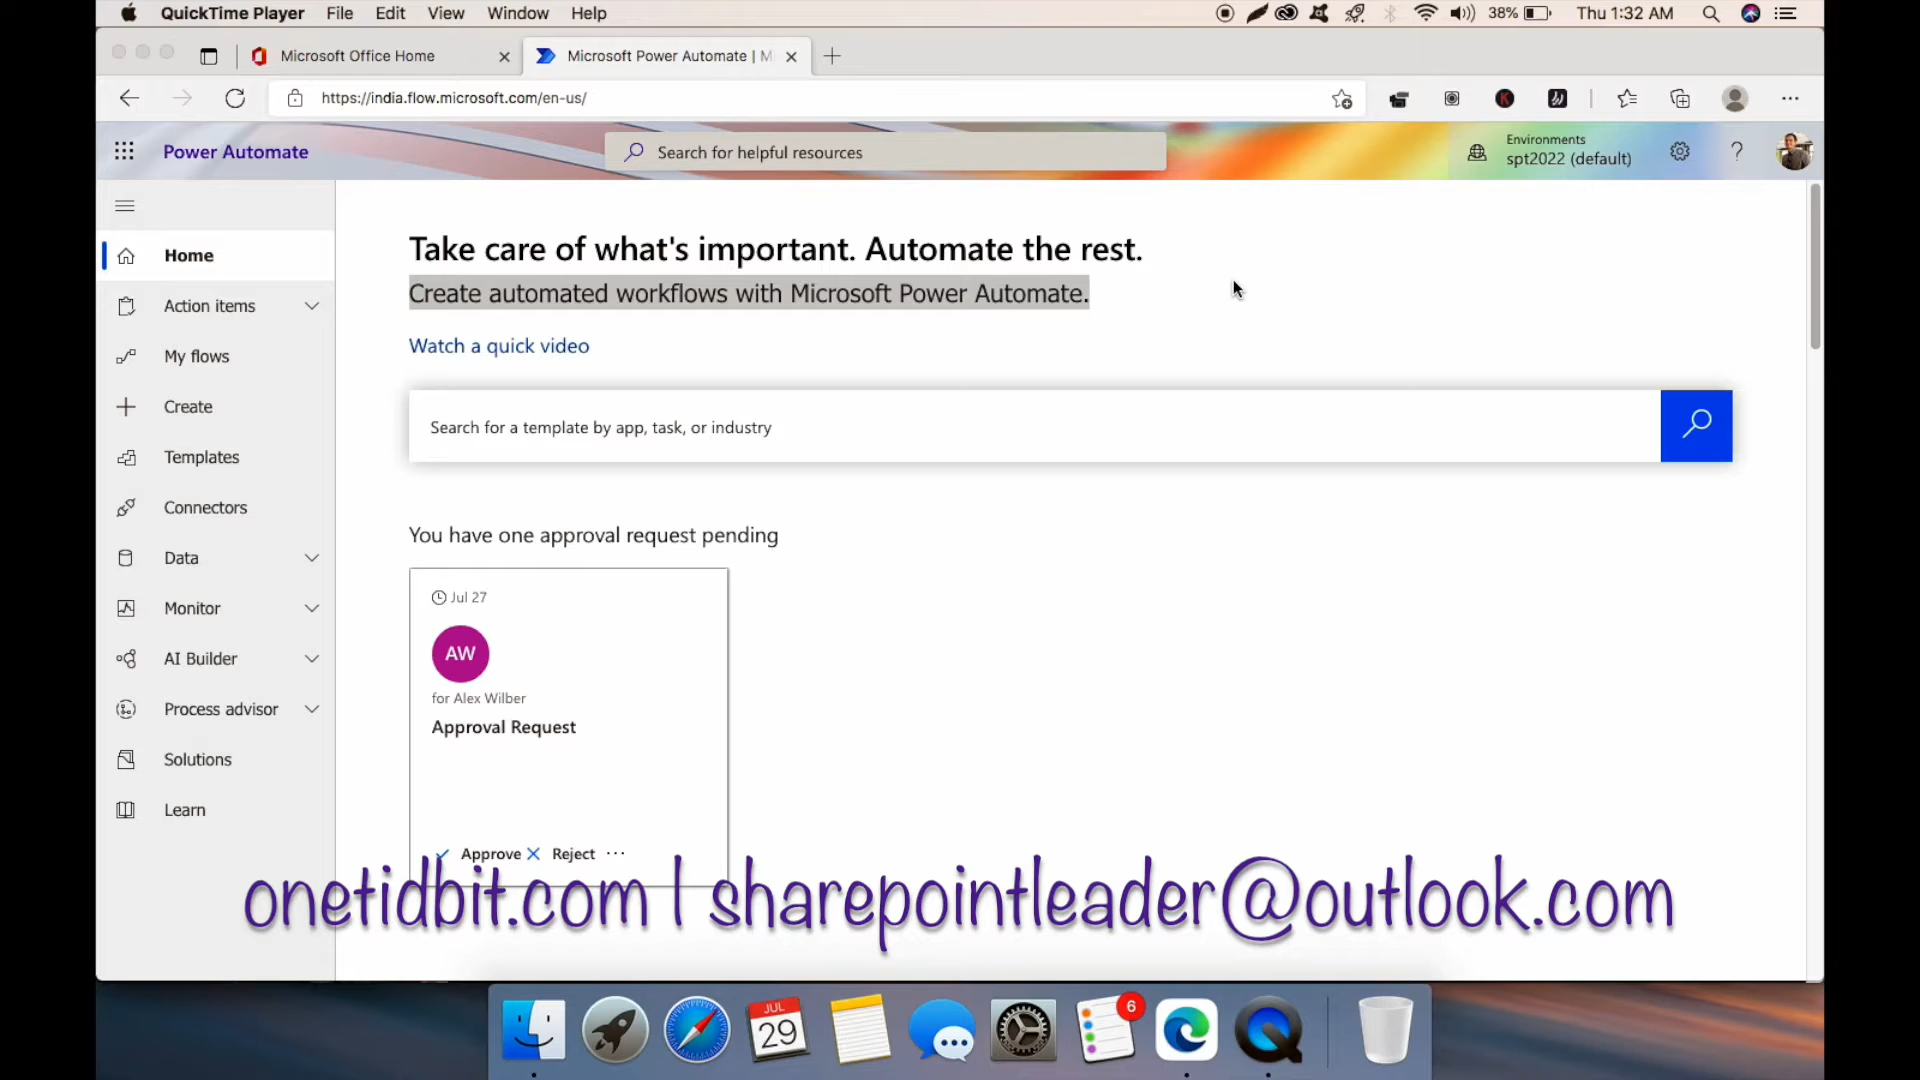 QuickTime Player File Edit View Window Help 38% Thu 1:32 AM
Microsoft Office Home Microsoft Power Automate | M
https://india.flow.microsoft.com/en-us/
Power Automate
Search for helpful resources
Environments
spt2022 (default)
Home
Action items
My flows
Create
Templates
Connectors
Data
Monitor
AI Builder
Process advisor
Solutions
Learn
Take care of what's important. Automate the rest.
Create automated workflows with Microsoft Power Automate.
Watch a quick video
Search for a template by app, task, or industry
You have one approval request pending
Jul 27
AW
for Alex Wilber
Approval Request
Approve Reject ...
onetidbit.com | sharepointleader@outlook.com
JUL
29
6